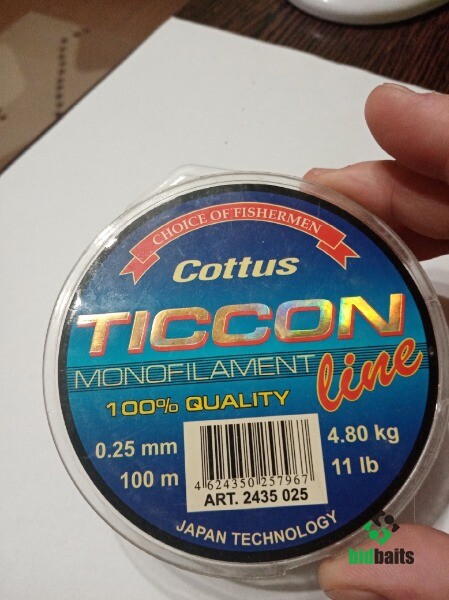 CHOICE OF FISHERMEN
Cottus
TICCON
MONOFILAMENT line
100% QUALITY
0.25 mm
100 m
4.80 kg
11 lb
4 624350 257967
ART. 2435 025
JAPAN TECHNOLOGY
bidbaits